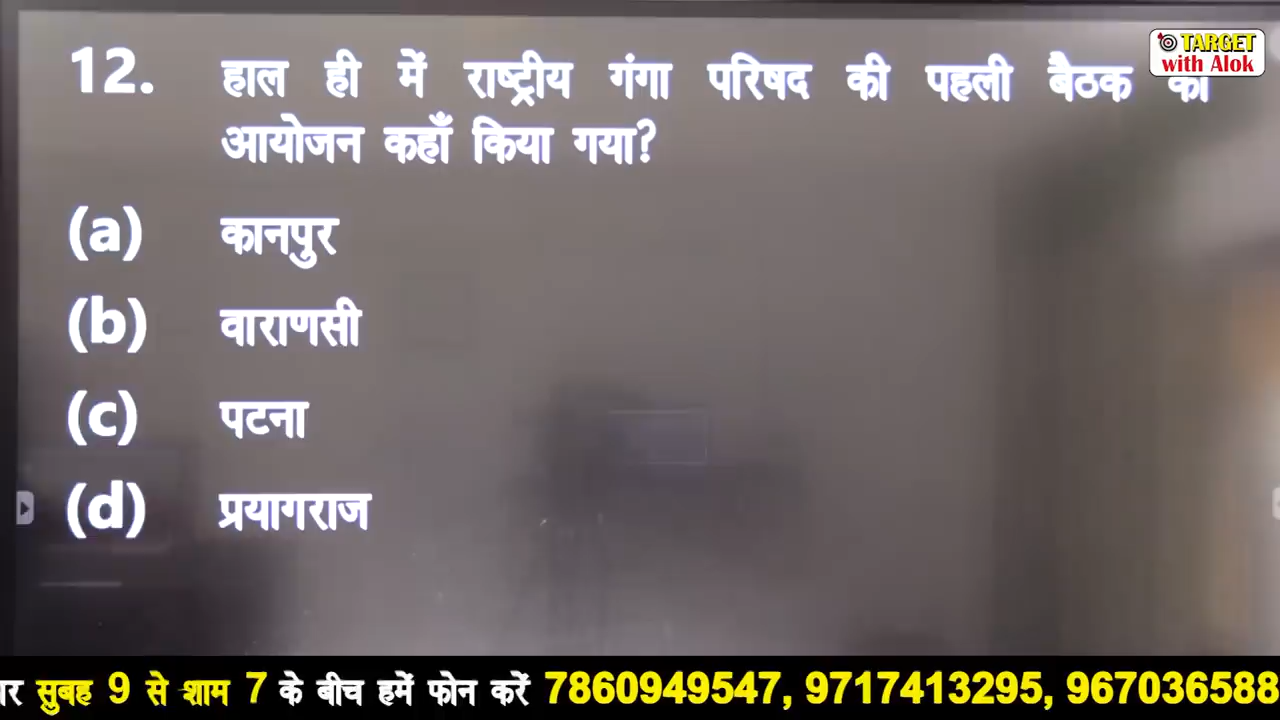 TARGET
with Alok
12. हाल ही में राष्ट्रीय गंगा परिषद की पहली बैठक का
आयोजन कहाँ किया गया?
(a) कानपुर
(b) वाराणसी
(c) पटना
(d) प्रयागराज
सुबह 9 से शाम 7 के बीच हमें फोन करें 7860949547, 9717413295, 967036588